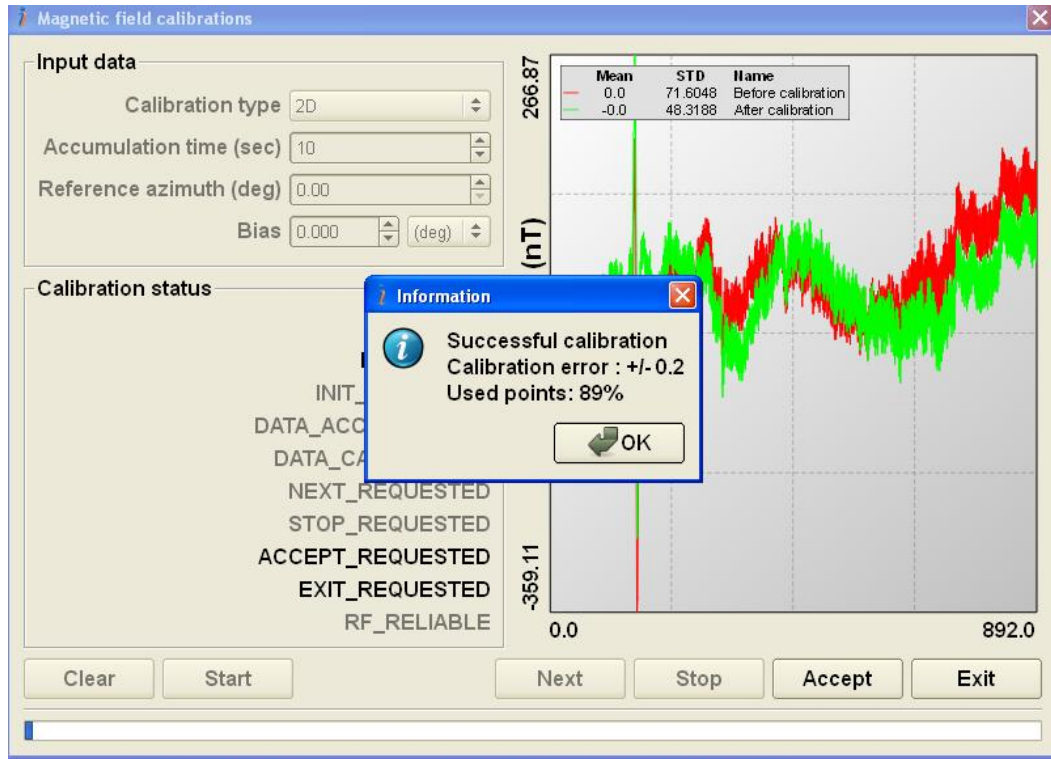 Magnetic field calibrations
Input data
Calibration type 2D
Accumulation time (sec) 10
Reference azimuth (deg) 0.00
Bias 0.000 (deg)
Calibration status
INIT_
DATA_ACC
DATA_CA
NEXT_REQUESTED
STOP_REQUESTED
ACCEPT_REQUESTED
EXIT_REQUESTED
RF_RELIABLE
266.87
(nT)
-359.11
Mean STD Name
0.0 71.6048 Before calibration
-0.0 48.3188 After calibration
0.0 892.0
Information
Successful calibration
Calibration error : +/- 0.2
Used points: 89%
OK
Clear Start Next Stop Accept Exit